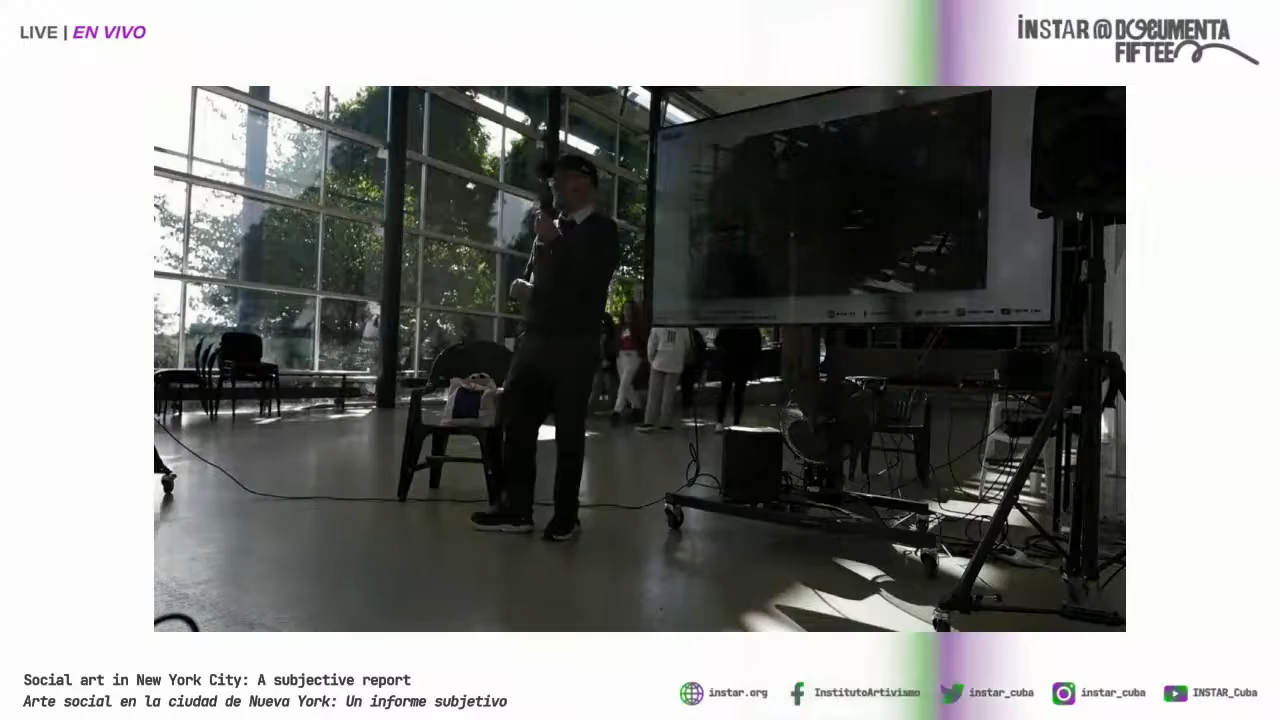 LIVE | EN VIVO
INSTAR @ DOCUMENTA
FIFTEEN
Social art in New York City: A subjective report
Arte social en la ciudad de Nueva York: Un informe subjetivo
instar.org
InstitutoArtivismo
instar_cuba
instar_cuba
INSTAR_Cuba